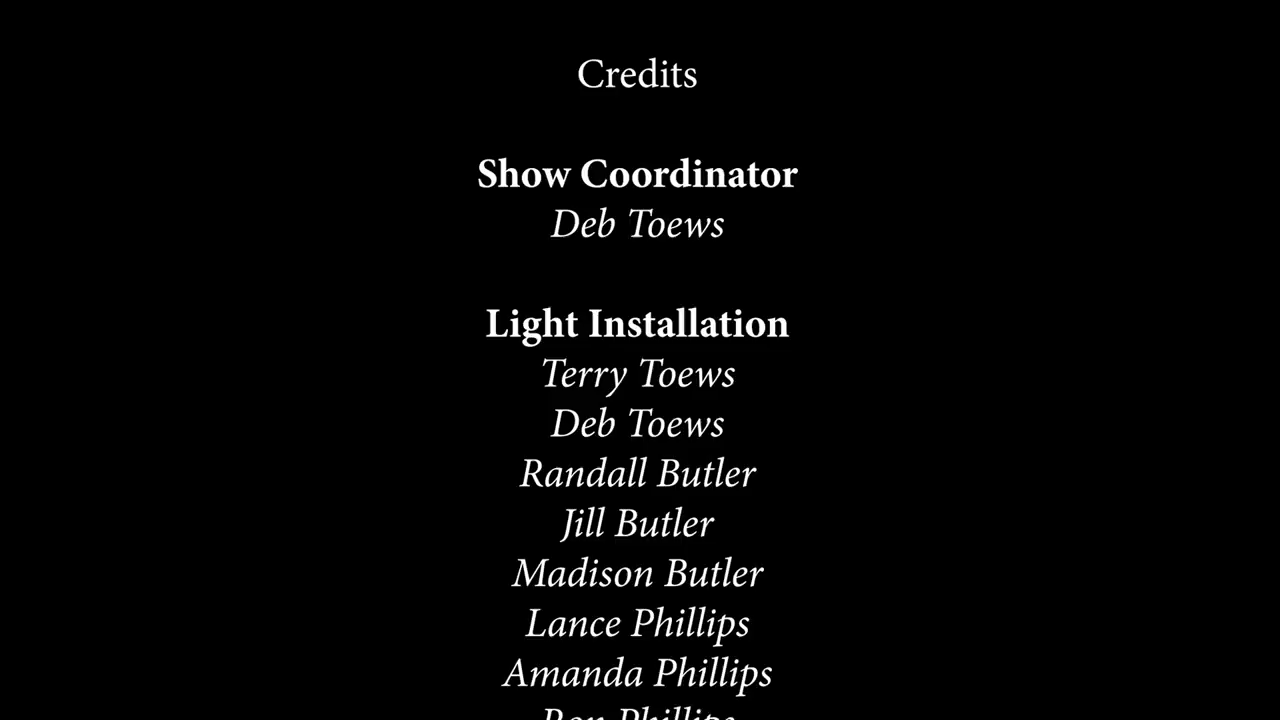 Credits
Show Coordinator
Deb Toews
Light Installation
Terry Toews
Deb Toews
Randall Butler
Jill Butler
Madison Butler
Lance Phillips
Amanda Phillips
Phillips